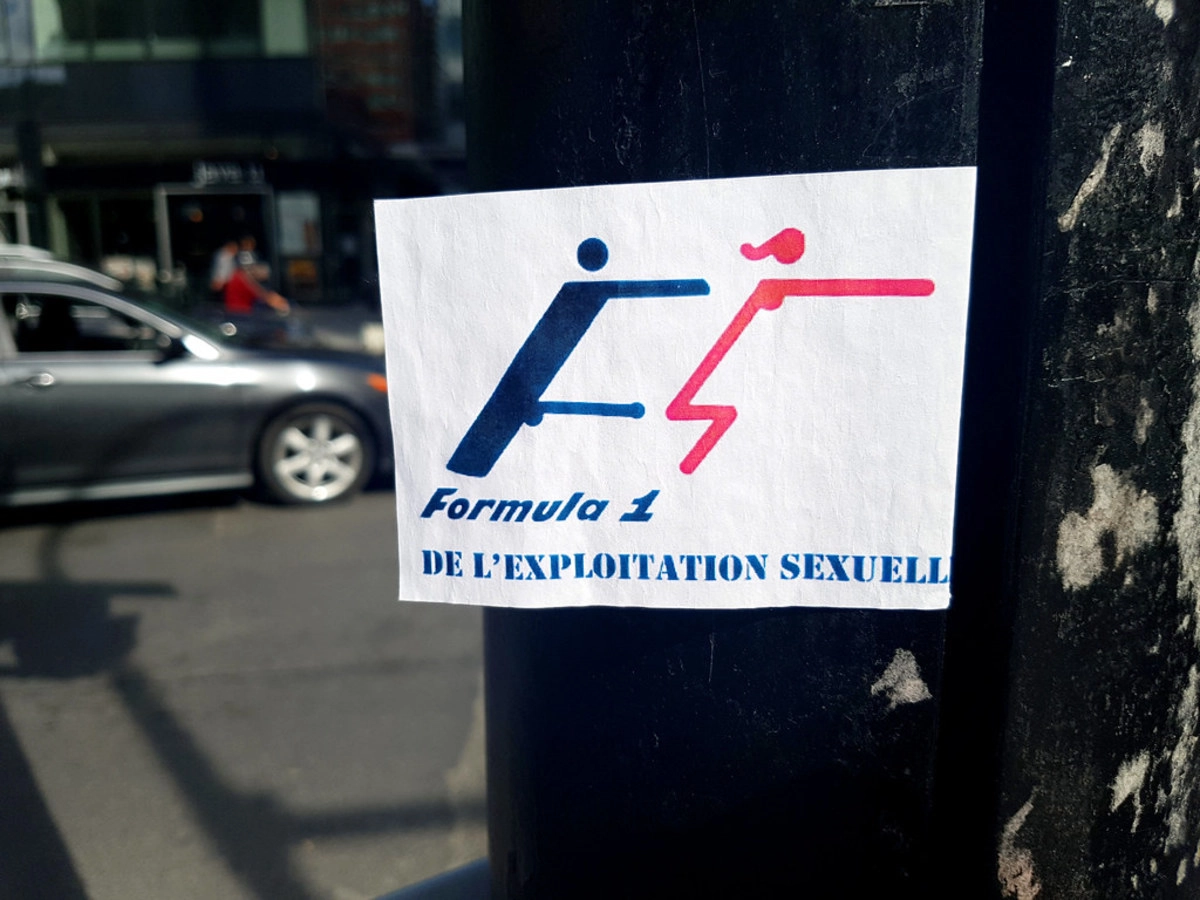 Formula 1
DE L'EXPLOITATION SEXUELL